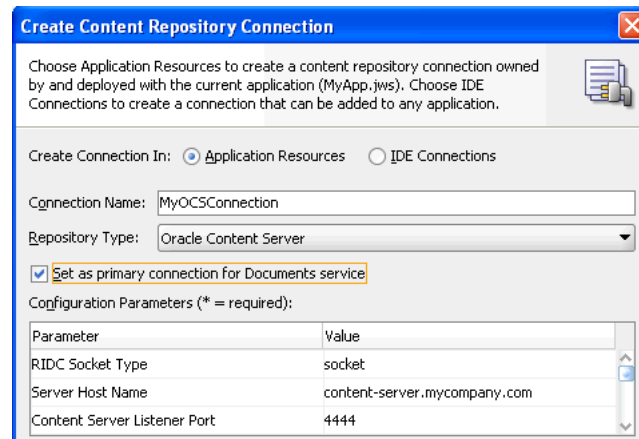 Create Content Repository Connection
Choose Application Resources to create a content repository connection owned
by and deployed with the current application (MyApp.jws). Choose IDE
Connections to create a connection that can be added to any application.
Create Connection In: Application Resources IDE Connections
Connection Name: MyOCSConnection
Repository Type: Oracle Content Server
Set as primary connection for Documents service
Configuration Parameters (* = required):
Parameter Value
RIDC Socket Type socket
Server Host Name content-server.mycompany.com
Content Server Listener Port 4444